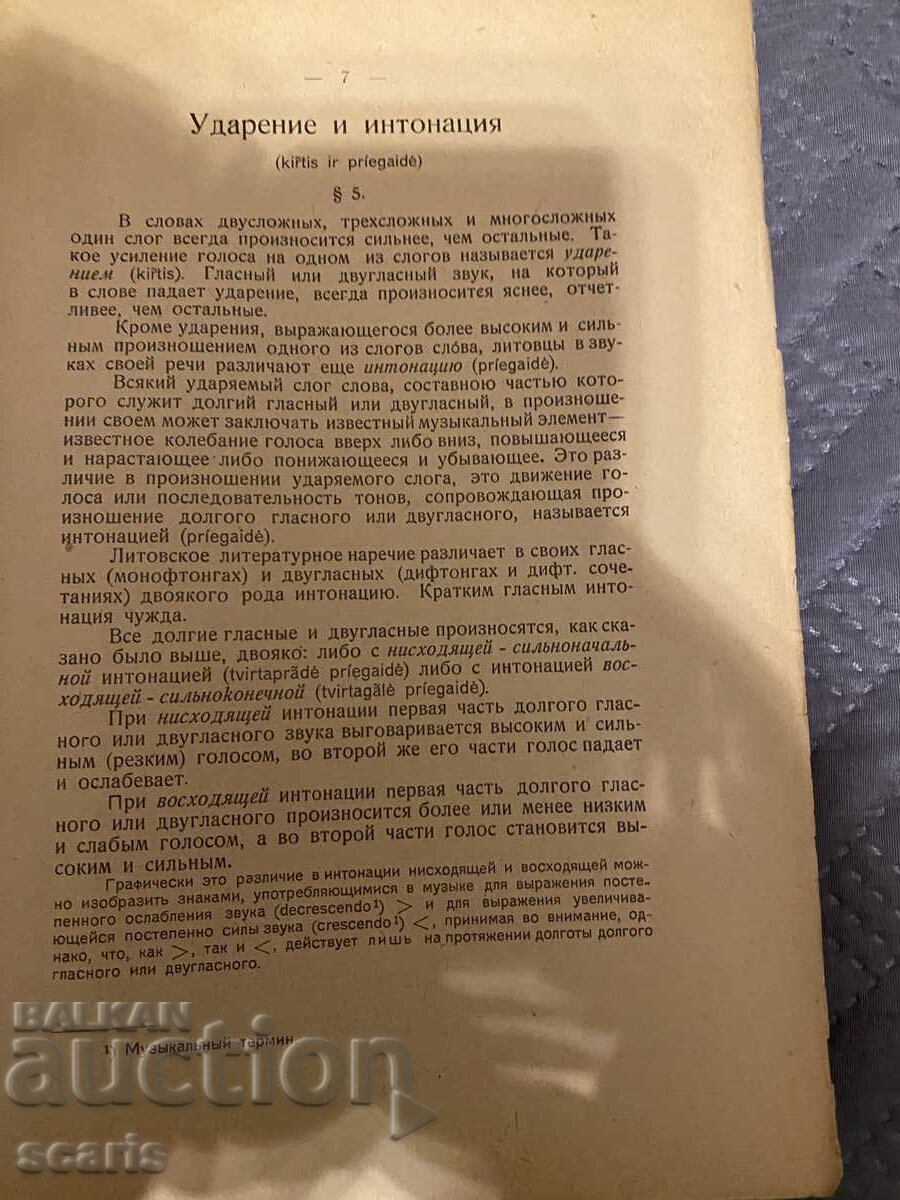 — 7 —
Ударение и интонация
(kir̃tis ir príegaidė)
§ 5.
В словах двусложных, трехсложных и многосложных
один слог всегда произносится сильнее, чем остальные. Та-
кое усиление голоса на одном из слогов называется ударе-
нием (kir̃tis). Гласный или двугласный звук, на который
в слове падает ударение, всегда произносится яснее, отчет-
ливее, чем остальные.
Кроме ударения, выражающегося более высоким и силь-
ным произношением одного из слогов сло́ва, литовцы в зву-
ках своей речи различают еще интонацию (príegaidė).
Всякий ударяемый слог слова, составною частью кото-
рого служит долгий гласный или двугласный, в произноше-
нии своем может заключать известный музыкальный элемент—
известное колебание голоса вверх либо вниз, повышающееся
и нарастающее либо понижающееся и убывающее. Это раз-
личие в произношении ударяемого слога, это движение го-
лоса или последовательность тонов, сопровождающая про-
изношение долгого гласного или двугласного, называется
интонацией (príegaidė).
Литовское литературное наречие различает в своих глас-
ных (монофтонгах) и двугласных (дифтонгах и дифт. соче-
таниях) двоякого рода интонацию. Кратким гласным инто-
нация чужда.
Все долгие гласные и двугласные произносятся, как ска-
зано было выше, двояко: либо с нисходящей - сильноначаль-
ной интонацией (tvirtaprãdė príegaidė) либо с интонацией вос-
ходящей - сильноконечной (tvirtagãlė príegaidė).
При нисходящей интонации первая часть долгого глас-
ного или двугласного звука выговаривается высоким и силь-
ным (резким) голосом, во второй же его части голос падает
и ослабевает.
При восходящей интонации первая часть долгого глас-
ного или двугласного произносится более или менее низким
и слабым голосом, а во второй части голос становится вы-
соким и сильным.
Графически это различие в интонации нисходящей и восходящей мож-
но изобразить знаками, употребляющимися в музыке для выражения посте-
пенного ослабления звука (decrescendo¹) > и для выражения увеличива-
ющейся постепенно силы звука (crescendo¹) <, принимая во внимание, од-
нако, что, как >, так и <, действует лишь на протяжении долготы долгого
гласного или двугласного.
¹) Музыкальный термин.
BALKAN
auction
scaris